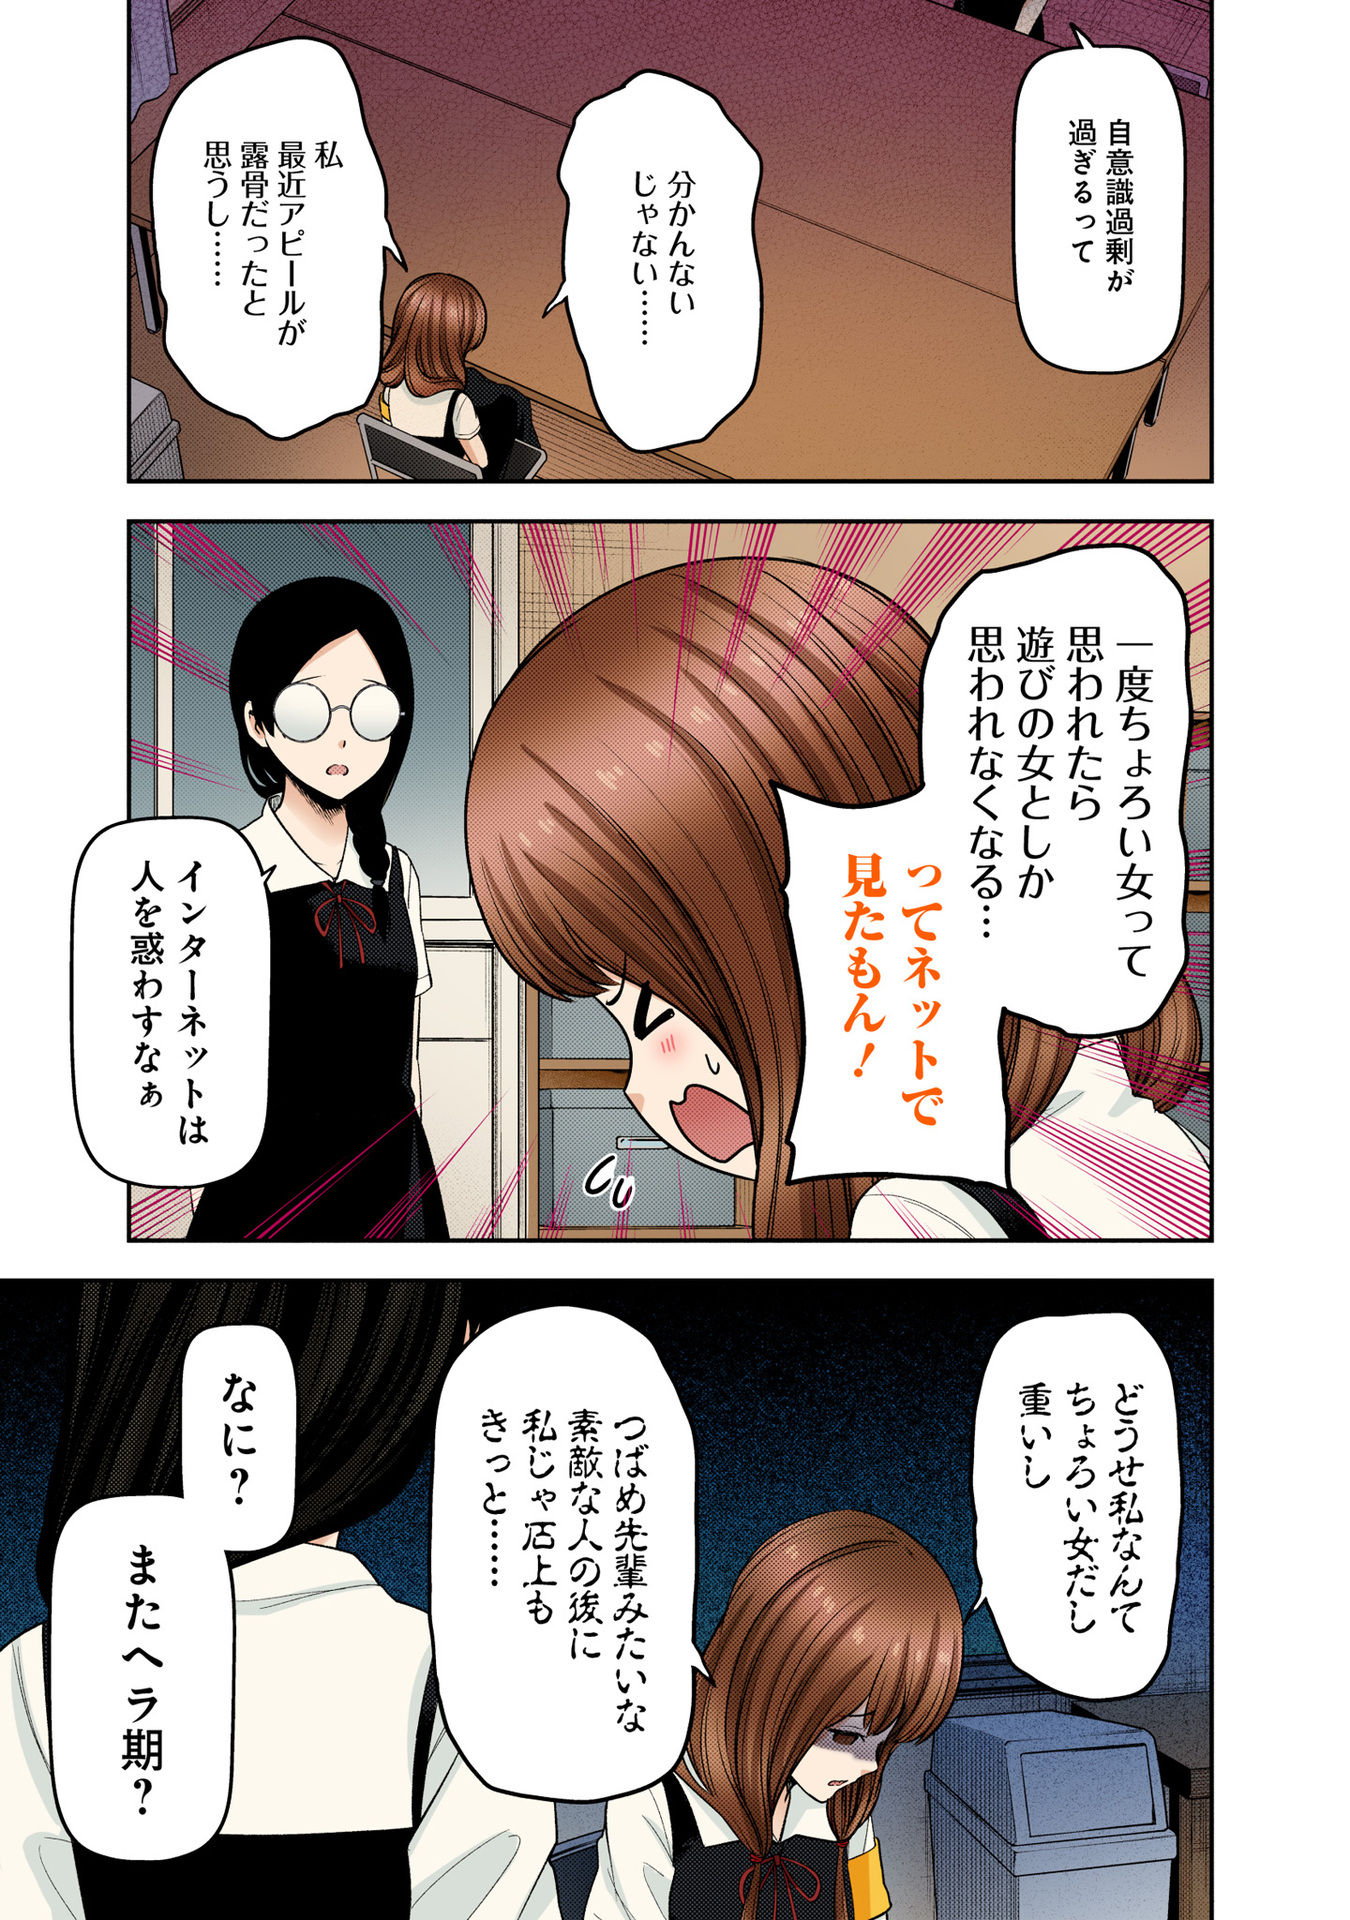 自意識過剰が
過ぎるって
分かんない
じゃない……
私
最近アピールが
露骨だったと
思うし……
一度ちょろい女って
思われたら
遊びの女としか
思われなくなる…
ってネットで
見たもん！
インターネットは
人を惑わすなぁ
どうせ私なんて
ちょろい女だし
重いし
つばめ先輩みたいな
素敵な人の後に
私じゃ石上も
きっと……
なに？
またヘラ期？